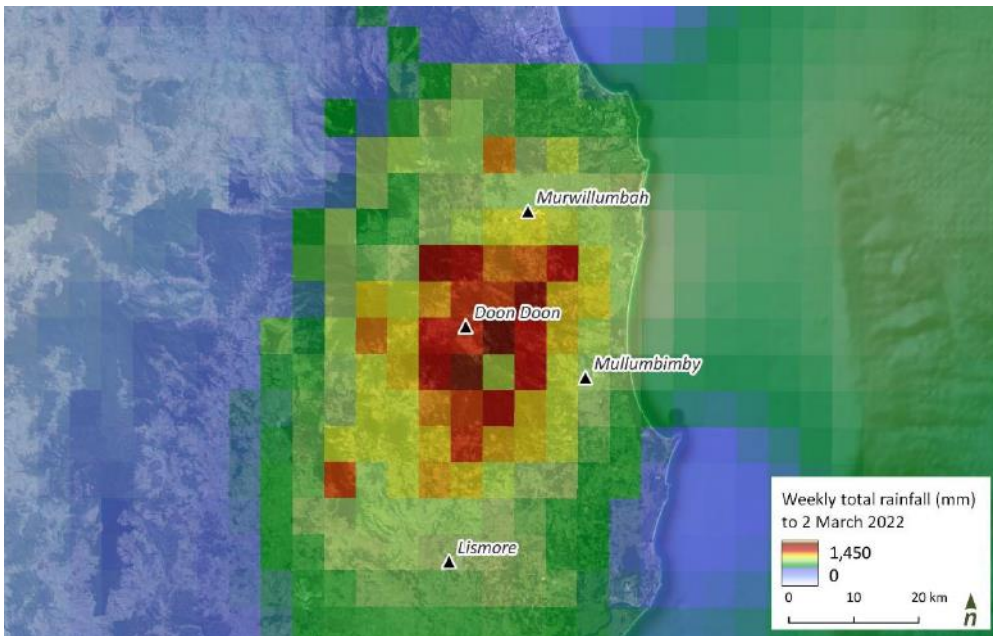 Murwillumbah
Doon Doon
Mullumbimby
Lismore
Weekly total rainfall (mm)
to 2 March 2022
1,450
0
0 10 20 km
n